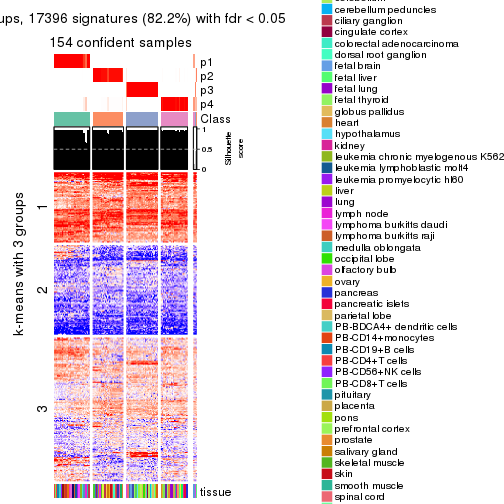 ups, 17396 signatures (82.2%) with fdr < 0.05
154 confident samples
p1
p2
p3
p4
Class
1
0.5
0
Silhouette
score
k-means with 3 groups
1
2
3
tissue
cerebellum peduncles
ciliary ganglion
cingulate cortex
colorectal adenocarcinoma
dorsal root ganglion
fetal brain
fetal liver
fetal lung
fetal thyroid
globus pallidus
heart
hypothalamus
kidney
leukemia chronic myelogenous K562
leukemia lymphoblastic molt4
leukemia promyelocytic hl60
liver
lung
lymph node
lymphoma burkitts daudi
lymphoma burkitts raji
medulla oblongata
occipital lobe
olfactory bulb
ovary
pancreas
pancreatic islets
parietal lobe
PB-BDCA4+ dendritic cells
PB-CD14+monocytes
PB-CD19+B cells
PB-CD4+T cells
PB-CD56+NK cells
PB-CD8+T cells
pituitary
placenta
pons
prefrontal cortex
prostate
salivary gland
skeletal muscle
skin
smooth muscle
spinal cord